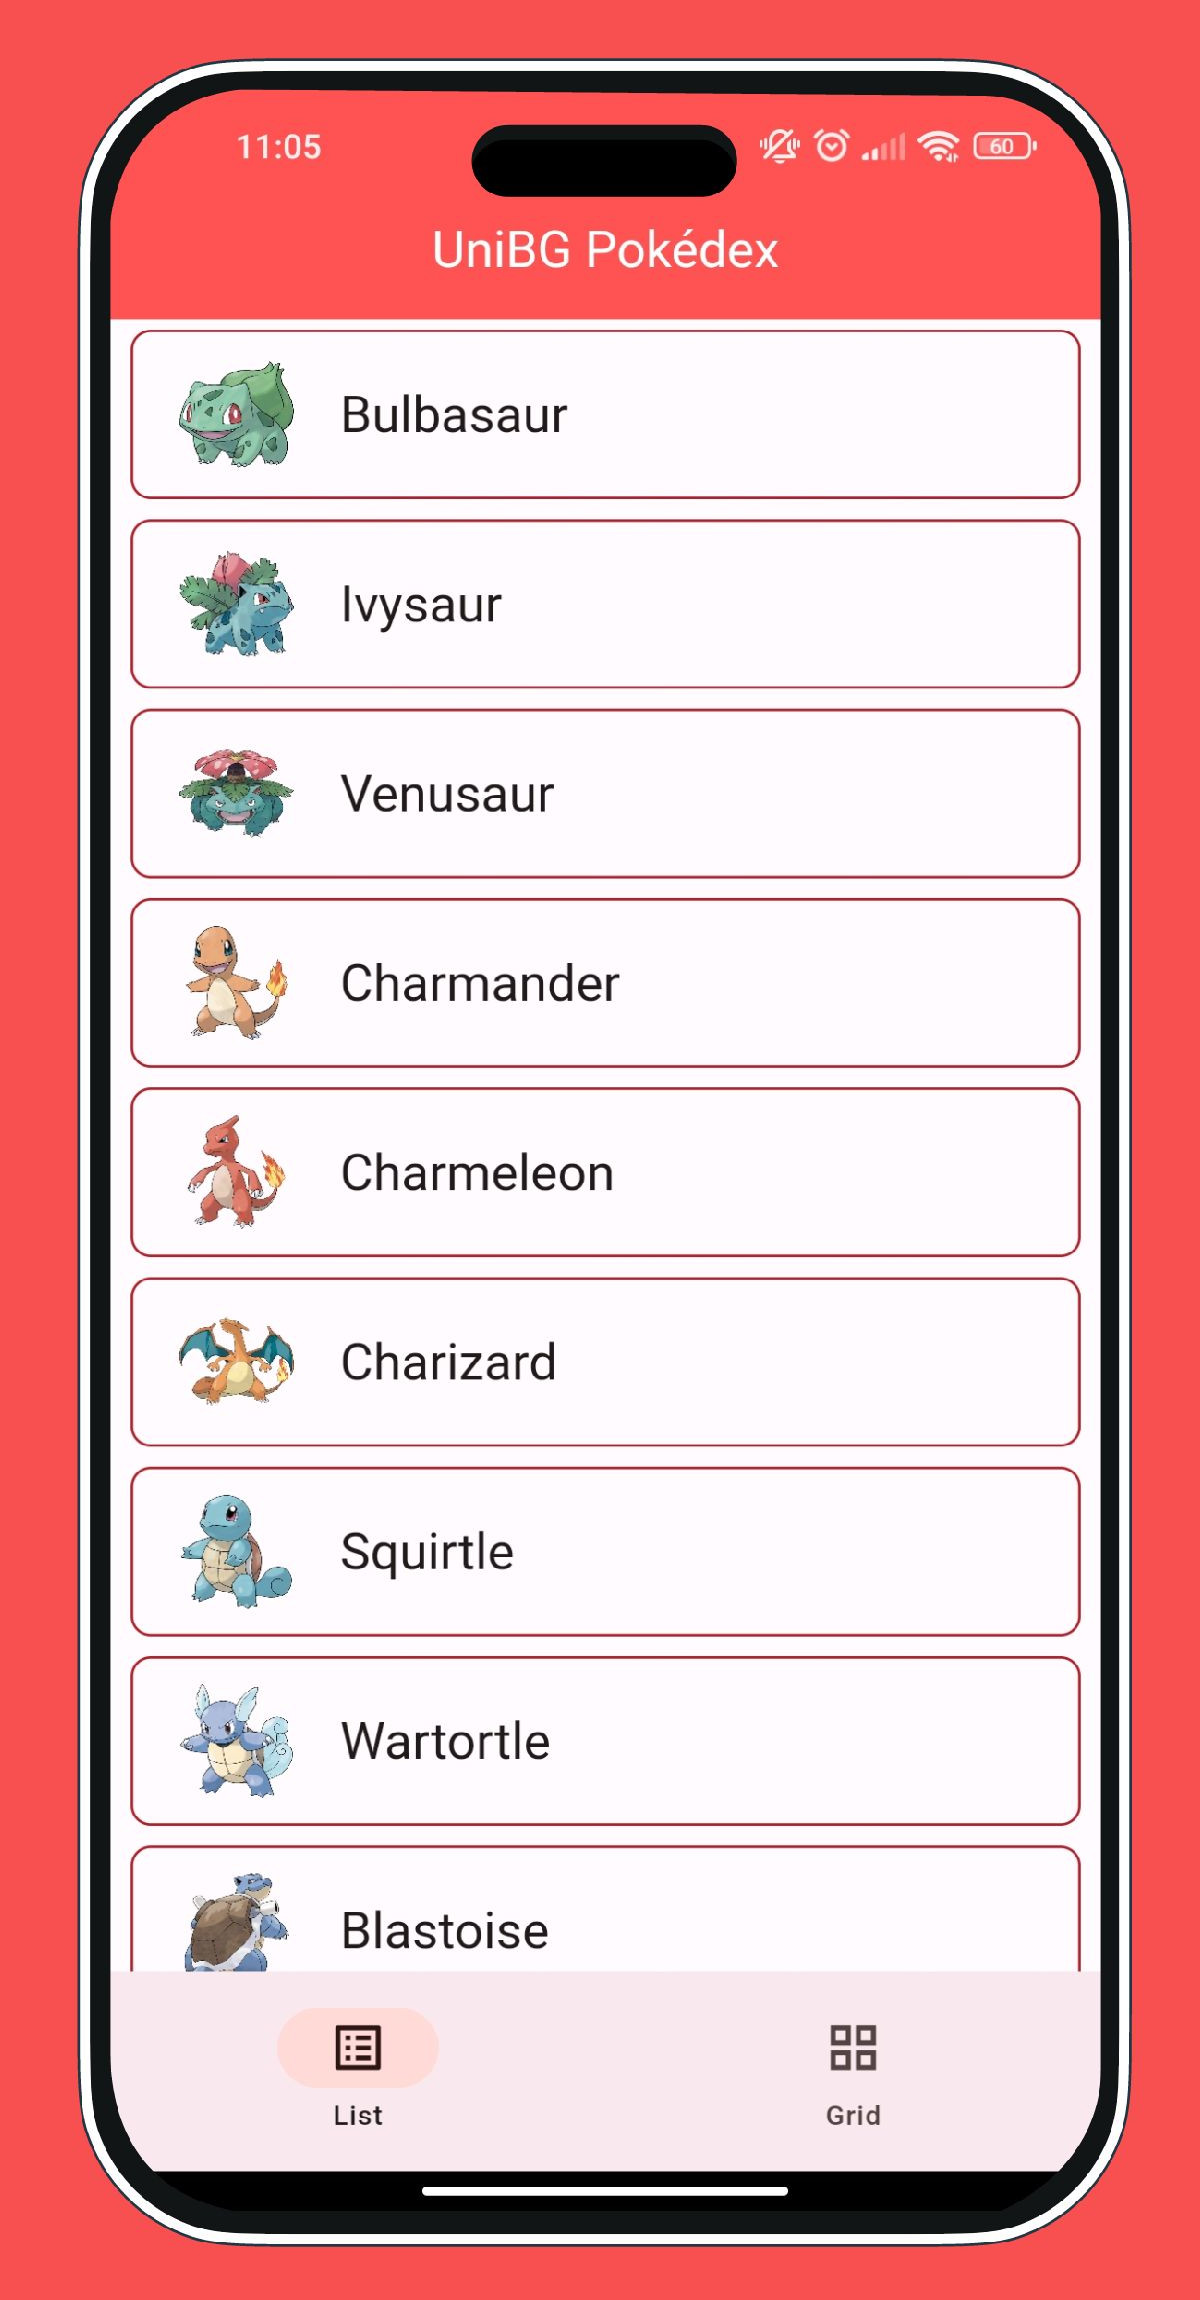 11:05
60
UniBG Pokédex
Bulbasaur
Ivysaur
Venusaur
Charmander
Charmeleon
Charizard
Squirtle
Wartortle
Blastoise
List
Grid